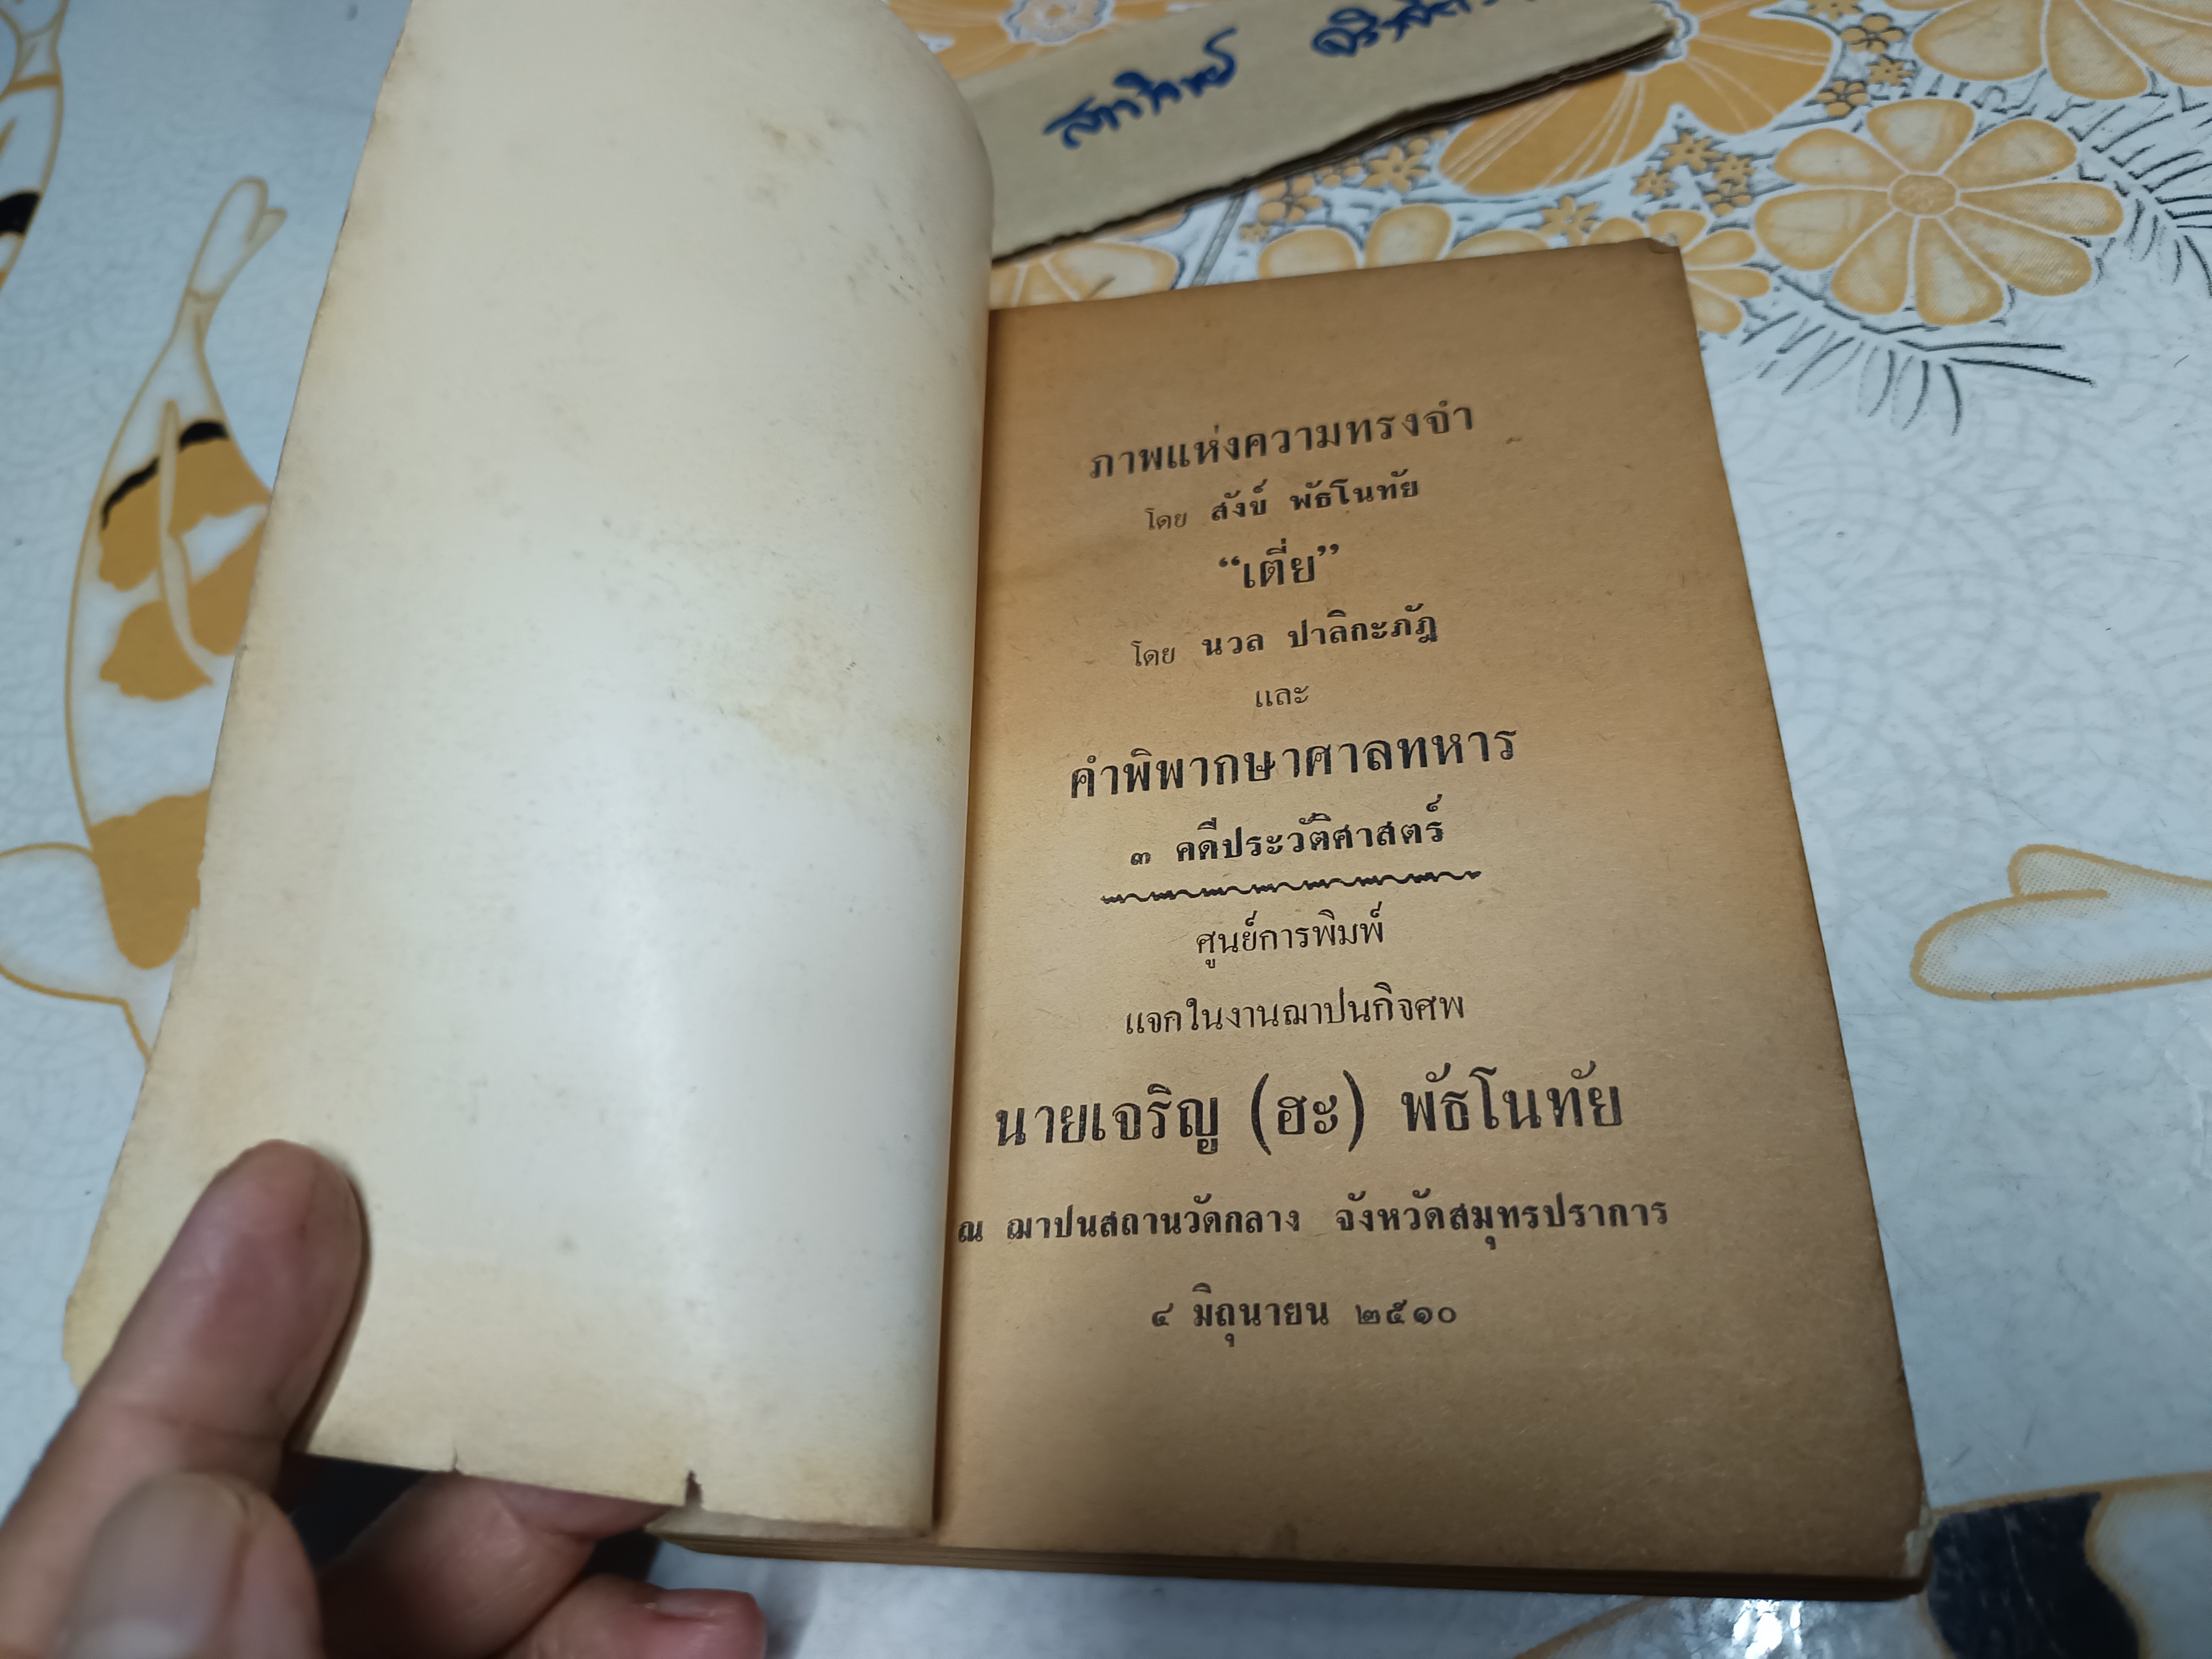 สาวิทย์
ภาพแห่งความทรงจำ
โดย สังข์ พัธโนทัย
“เตี่ย”
โดย นวล ปาลิกะภัฎ
และ
คำพิพากษาศาลทหาร
๓ คดีประวัติศาสตร์
ศูนย์การพิมพ์
แจกในงานฌาปนกิจศพ
นายเจริญ (ฮะ) พัธโนทัย
ณ ฌาปนสถานวัดกลาง จังหวัดสมุทรปราการ
๔ มิถุนายน ๒๕๑๐